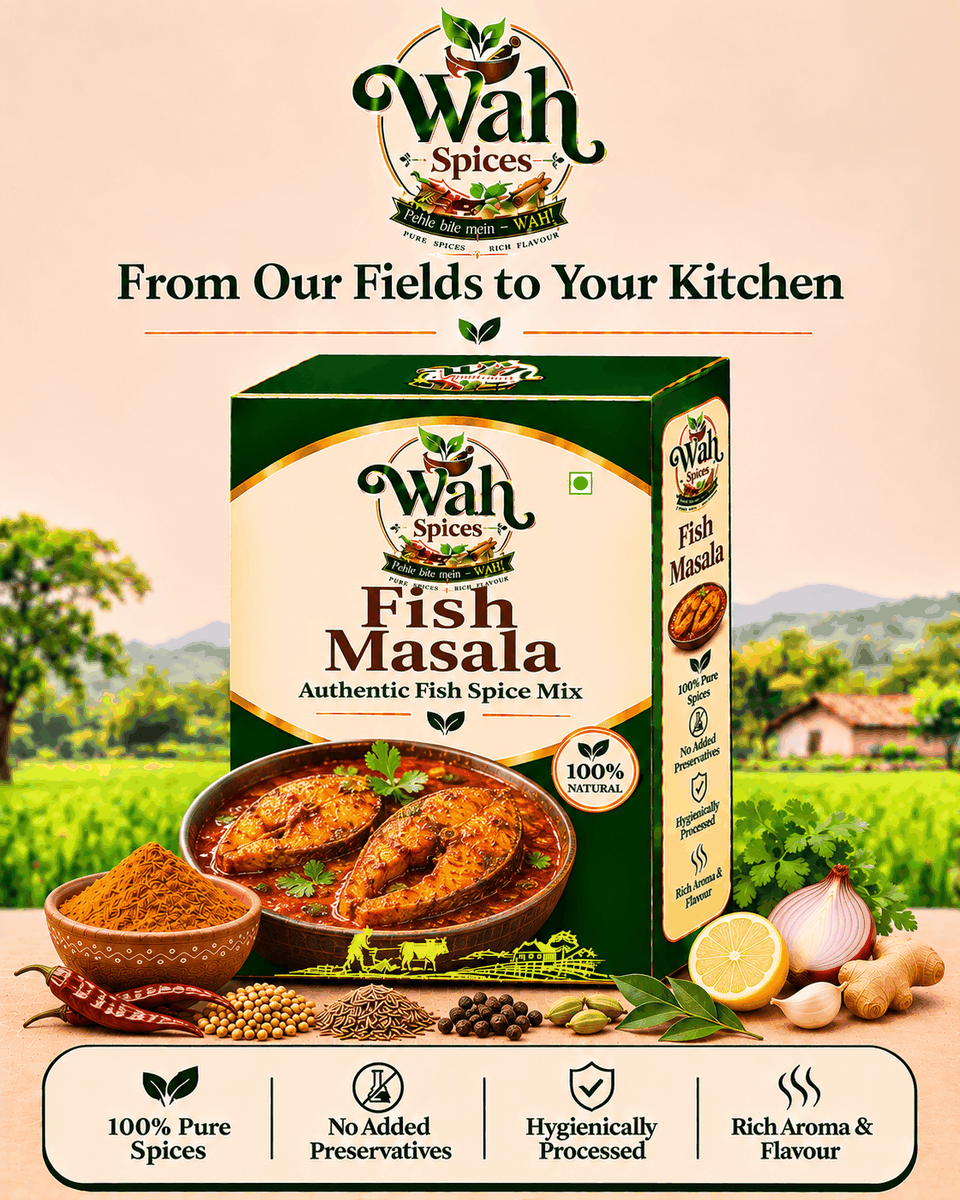 Wah
Spices
Pehle bite mein – WAH!
PURE SPICES RICH FLAVOUR
From Our Fields to Your Kitchen
Wah
Spices
Pehle bite mein – WAH!
PURE SPICES RICH FLAVOUR
Fish
Masala
Authentic Fish Spice Mix
100%
NATURAL
Wah
Spices
Fish
Masala
100% Pure
Spices
No Added
Preservatives
Hygienically
Processed
Rich Aroma &
Flavour
100% Pure
Spices
No Added
Preservatives
Hygienically
Processed
Rich Aroma &
Flavour